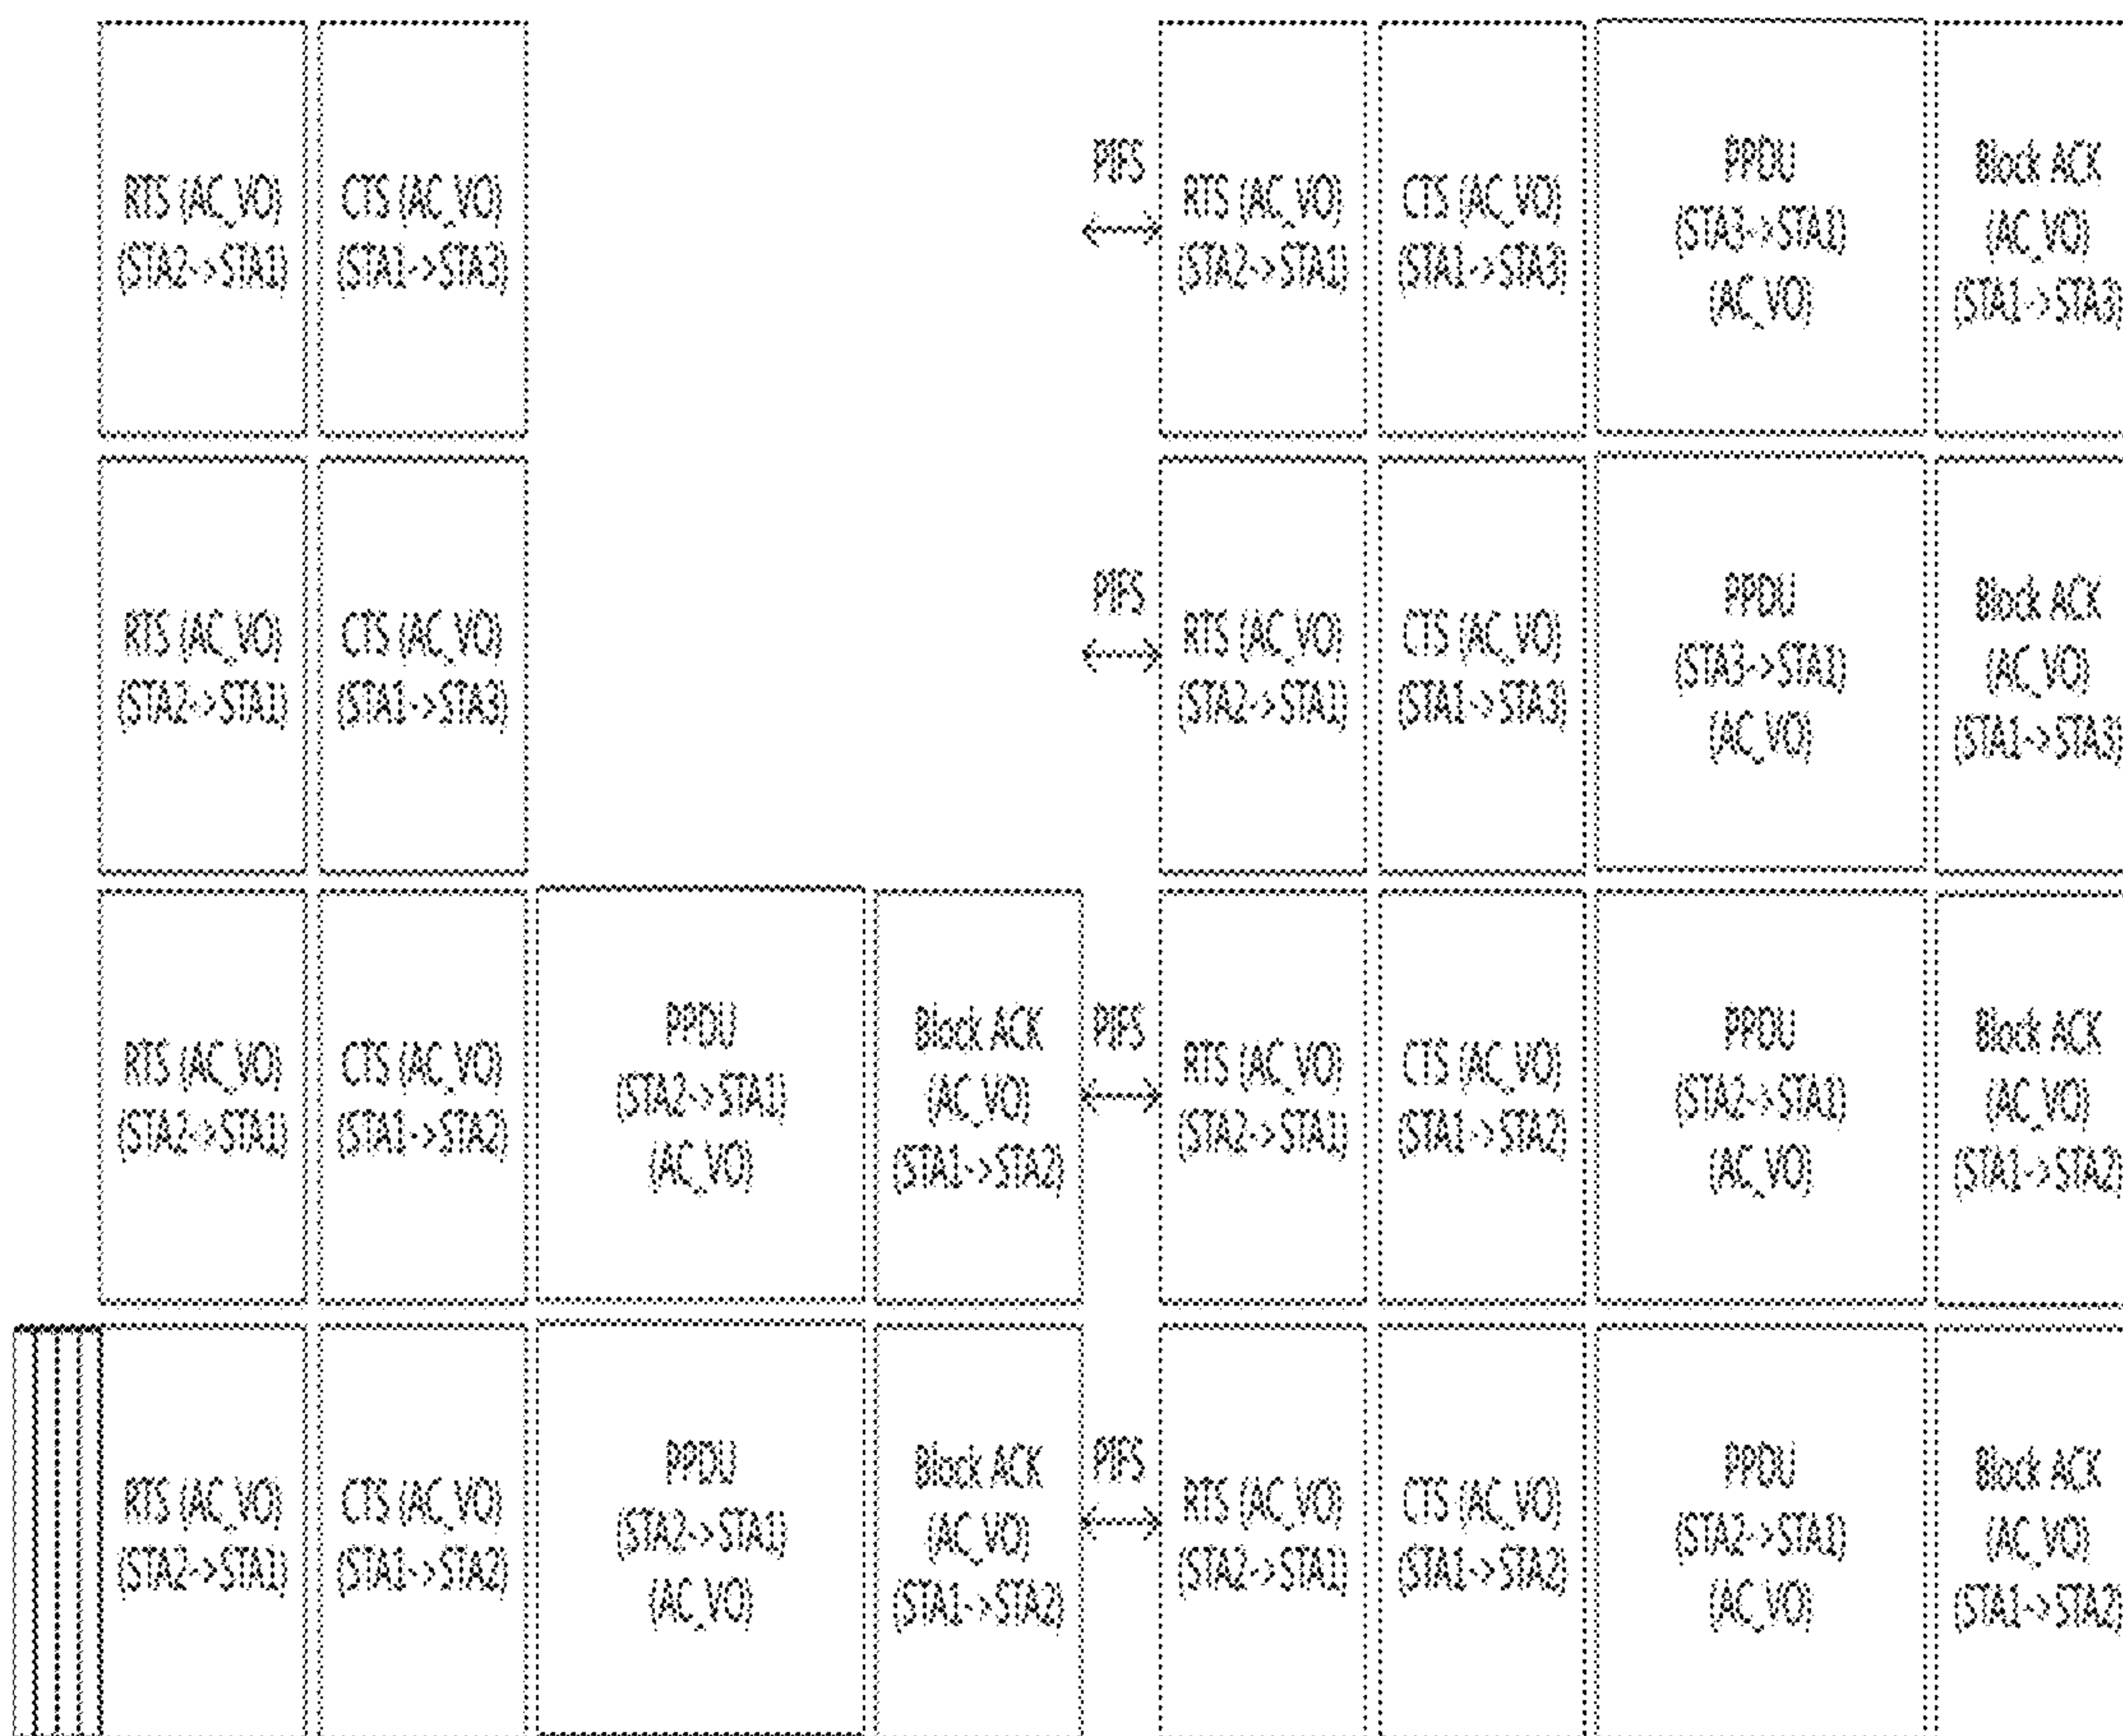 RTS (AC_VO)
(STA2->STA1)
CTS (AC_VO)
(STA1->STA3)
PIFS
RTS (AC_VO)
(STA2->STA1)
CTS (AC_VO)
(STA1->STA3)
PPDU
(STA3->STA1)
(AC_VO)
Block ACK
(AC_VO)
(STA1->STA3)
RTS (AC_VO)
(STA2->STA1)
CTS (AC_VO)
(STA1->STA3)
PIFS
RTS (AC_VO)
(STA2->STA1)
CTS (AC_VO)
(STA1->STA3)
PPDU
(STA3->STA1)
(AC_VO)
Block ACK
(AC_VO)
(STA1->STA3)
RTS (AC_VO)
(STA2->STA1)
CTS (AC_VO)
(STA1->STA2)
PPDU
(STA2->STA1)
(AC_VO)
Block ACK
(AC_VO)
(STA1->STA2)
PIFS
RTS (AC_VO)
(STA2->STA1)
CTS (AC_VO)
(STA1->STA2)
PPDU
(STA2->STA1)
(AC_VO)
Block ACK
(AC_VO)
(STA1->STA2)
RTS (AC_VO)
(STA2->STA1)
CTS (AC_VO)
(STA1->STA2)
PPDU
(STA2->STA1)
(AC_VO)
Block ACK
(AC_VO)
(STA1->STA2)
PIFS
RTS (AC_VO)
(STA2->STA1)
CTS (AC_VO)
(STA1->STA2)
PPDU
(STA2->STA1)
(AC_VO)
Block ACK
(AC_VO)
(STA1->STA2)